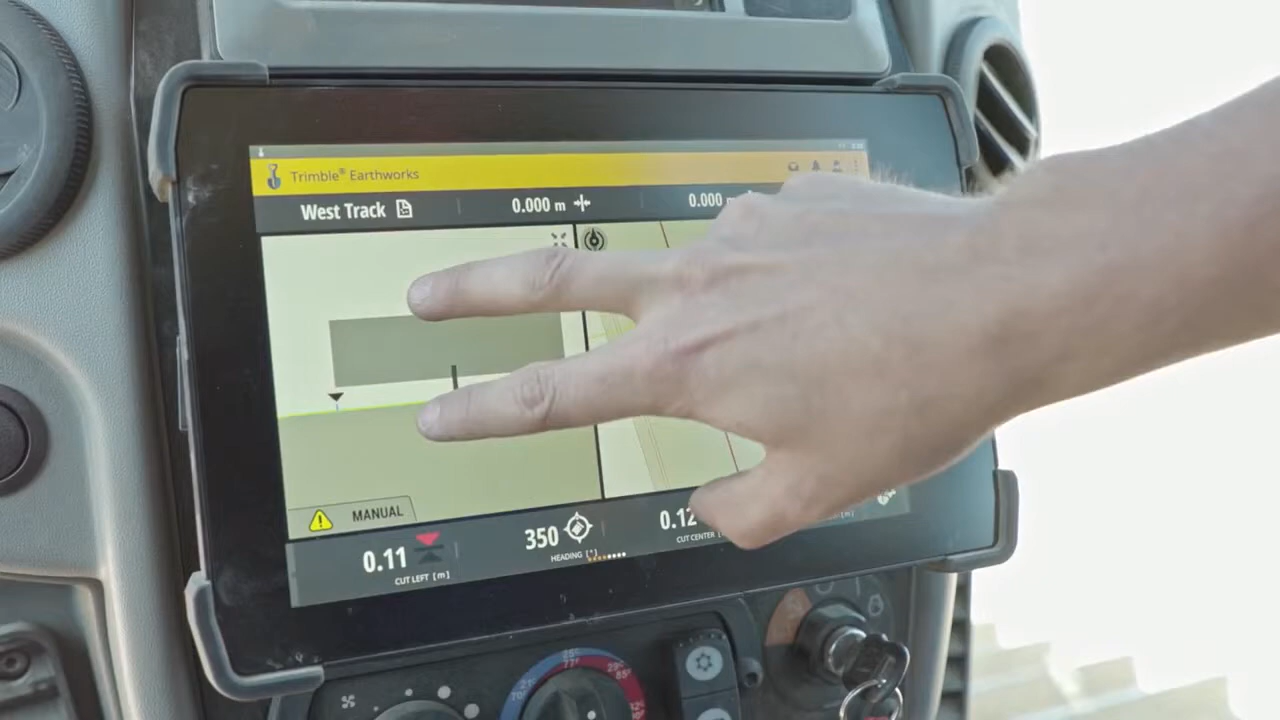 Trimble® Earthworks
West Track 0.000 m 0.000
MANUAL
0.11 350 0.12
CUT LEFT [m] HEADING [°] CUT CENTER [m]